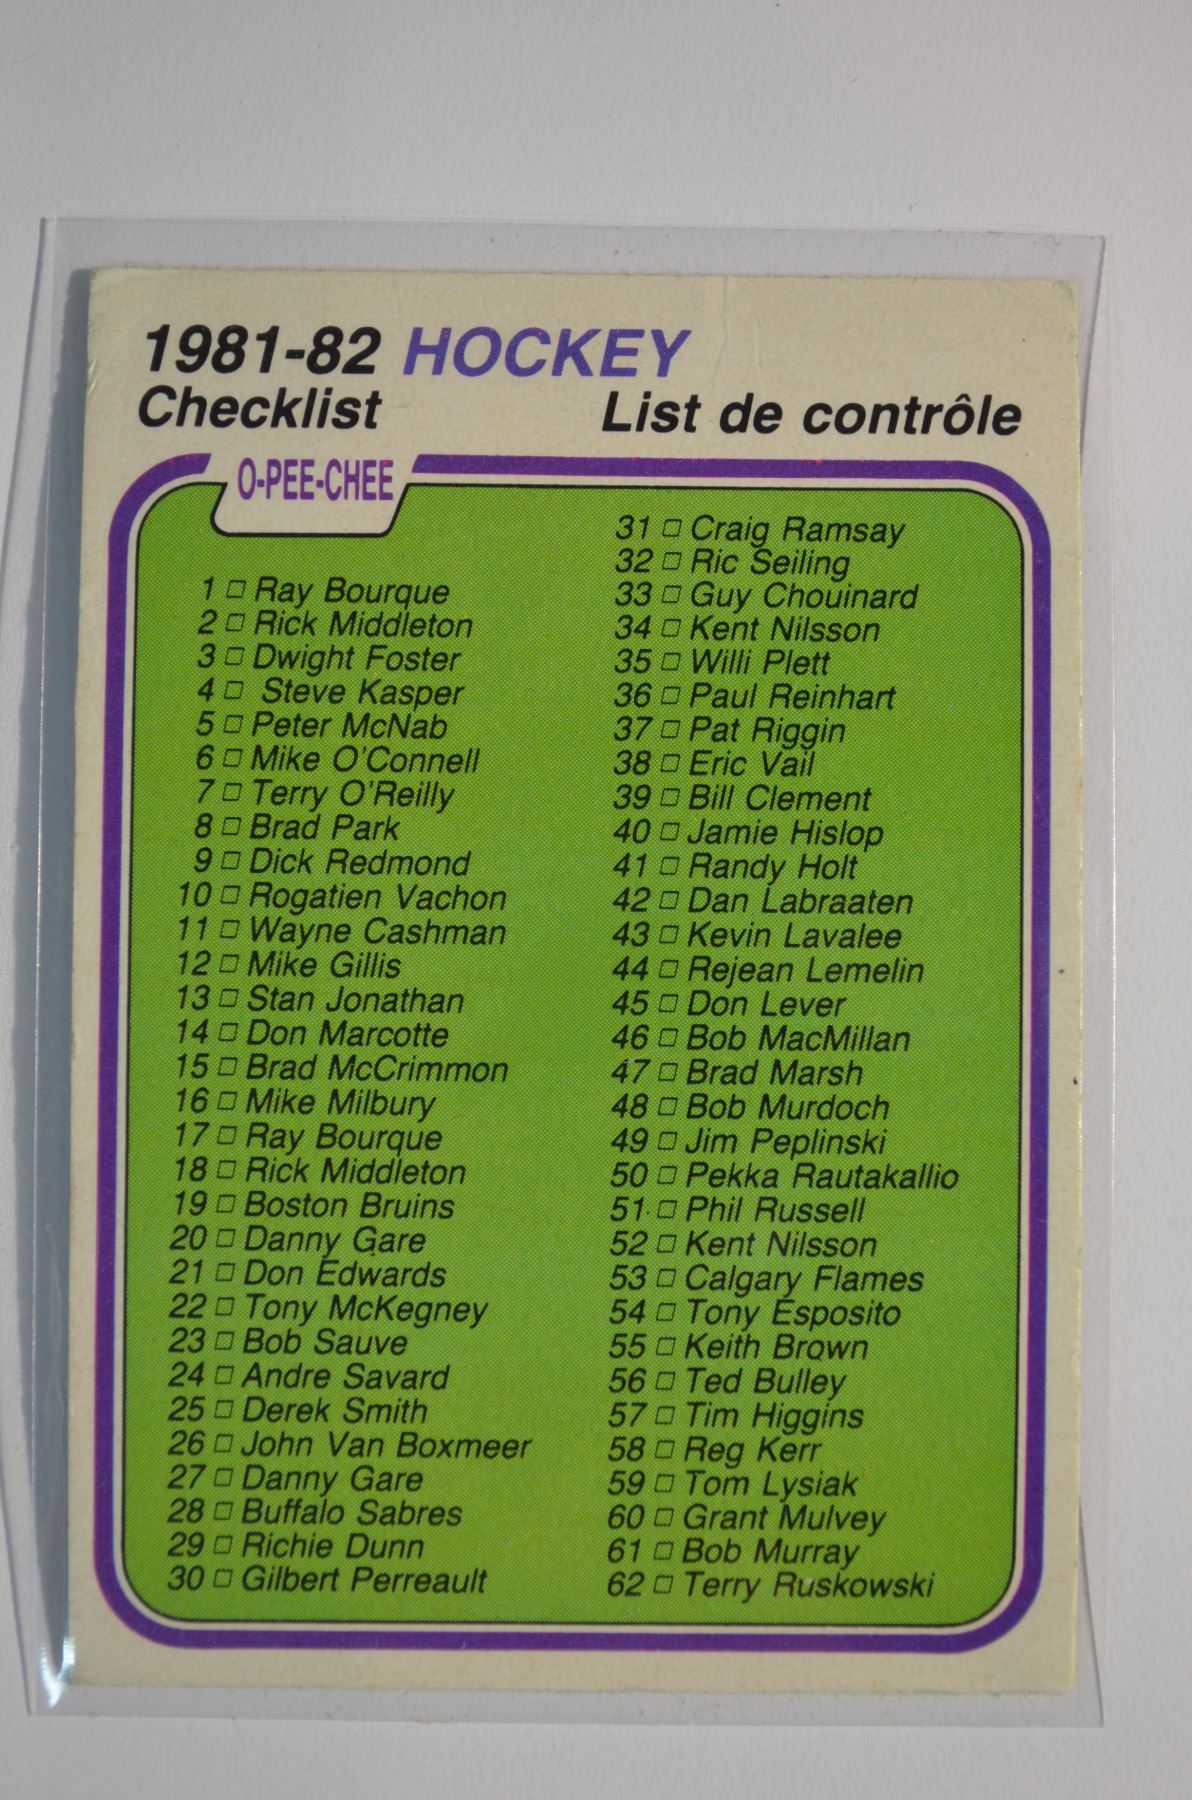 1981-82 HOCKEY
Checklist List de contrôle
O-PEE-CHEE
1 □ Ray Bourque
2 □ Rick Middleton
3 □ Dwight Foster
4 □ Steve Kasper
5 □ Peter McNab
6 □ Mike O'Connell
7 □ Terry O'Reilly
8 □ Brad Park
9 □ Dick Redmond
10 □ Rogatien Vachon
11 □ Wayne Cashman
12 □ Mike Gillis
13 □ Stan Jonathan
14 □ Don Marcotte
15 □ Brad McCrimmon
16 □ Mike Milbury
17 □ Ray Bourque
18 □ Rick Middleton
19 □ Boston Bruins
20 □ Danny Gare
21 □ Don Edwards
22 □ Tony McKegney
23 □ Bob Sauve
24 □ Andre Savard
25 □ Derek Smith
26 □ John Van Boxmeer
27 □ Danny Gare
28 □ Buffalo Sabres
29 □ Richie Dunn
30 □ Gilbert Perreault
31 □ Craig Ramsay
32 □ Ric Seiling
33 □ Guy Chouinard
34 □ Kent Nilsson
35 □ Willi Plett
36 □ Paul Reinhart
37 □ Pat Riggin
38 □ Eric Vail
39 □ Bill Clement
40 □ Jamie Hislop
41 □ Randy Holt
42 □ Dan Labraaten
43 □ Kevin Lavalee
44 □ Rejean Lemelin
45 □ Don Lever
46 □ Bob MacMillan
47 □ Brad Marsh
48 □ Bob Murdoch
49 □ Jim Peplinski
50 □ Pekka Rautakallio
51 □ Phil Russell
52 □ Kent Nilsson
53 □ Calgary Flames
54 □ Tony Esposito
55 □ Keith Brown
56 □ Ted Bulley
57 □ Tim Higgins
58 □ Reg Kerr
59 □ Tom Lysiak
60 □ Grant Mulvey
61 □ Bob Murray
62 □ Terry Ruskowski